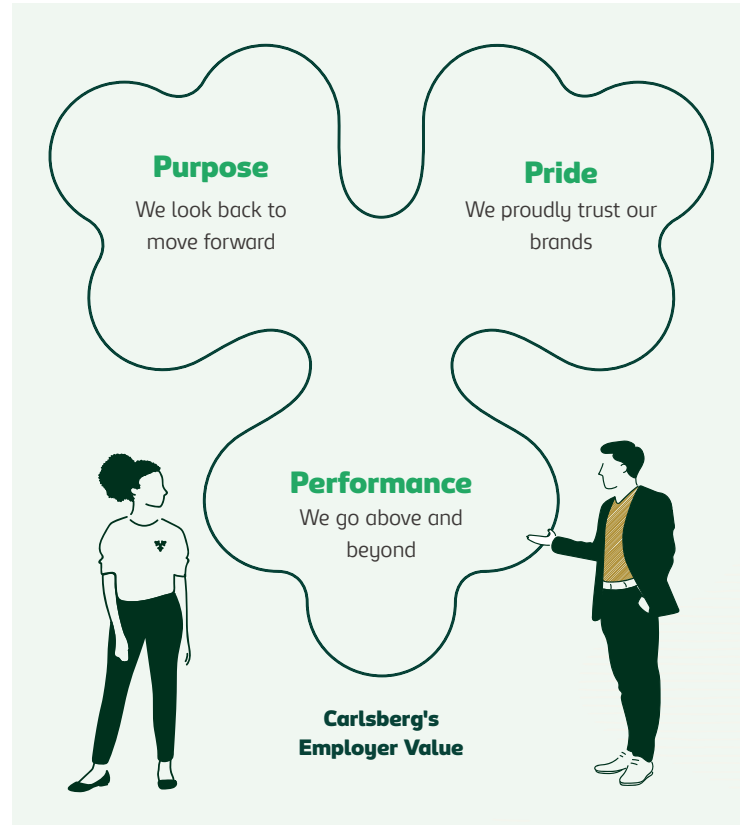 Purpose
We look back to
move forward
Pride
We proudly trust our
brands
Performance
We go above and
beyond
Carlsberg's
Employer Value